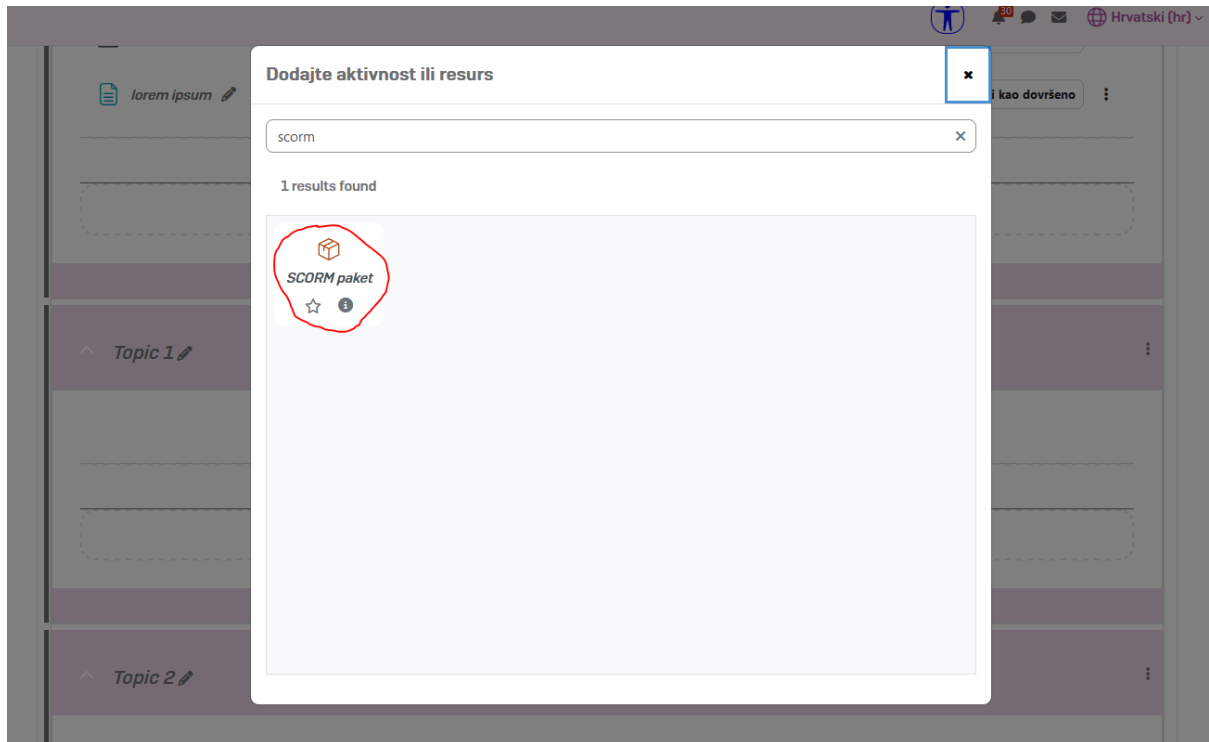 30
Hrvatski (hr)
Dodajte aktivnost ili resurs
lorem ipsum
i kao dovršeno
scorm
1 results found
SCORM paket
Topic 1
Topic 2